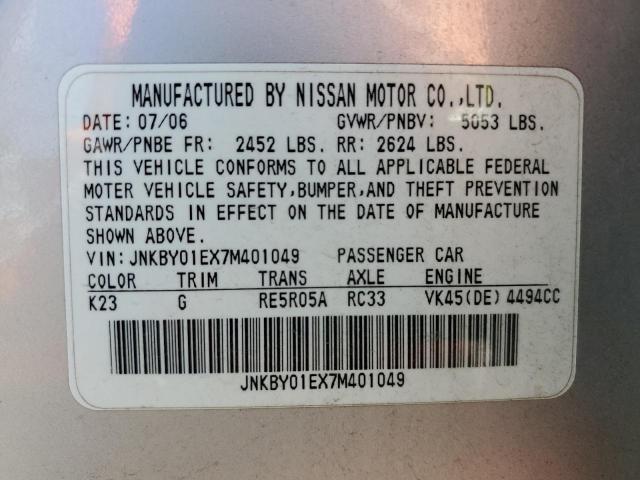 MANUFACTURED BY NISSAN MOTOR CO.,LTD.
DATE: 07/06 GVWR/PNBV: 5053 LBS.
GAWR/PNBE FR: 2452 LBS. RR: 2624 LBS.
THIS VEHICLE CONFORMS TO ALL APPLICABLE FEDERAL
MOTER VEHICLE SAFETY,BUMPER,AND THEFT PREVENTION
STANDARDS IN EFFECT ON THE DATE OF MANUFACTURE
SHOWN ABOVE.
VIN: JNKBY01EX7M401049 PASSENGER CAR
COLOR TRIM TRANS AXLE ENGINE
K23 G RE5R05A RC33 VK45(DE) 4494CC
JNKBY01EX7M401049